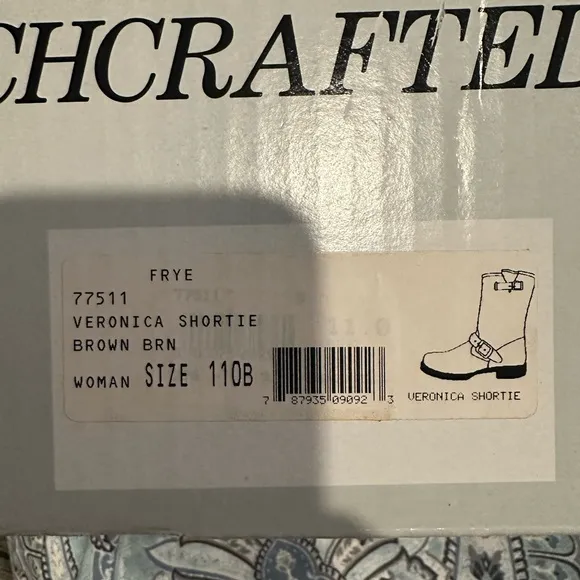 CHCRAFTED
FRYE
77511
VERONICA SHORTIE
BROWN BRN
WOMAN SIZE 110B
7 87935 09092 3
VERONICA SHORTIE